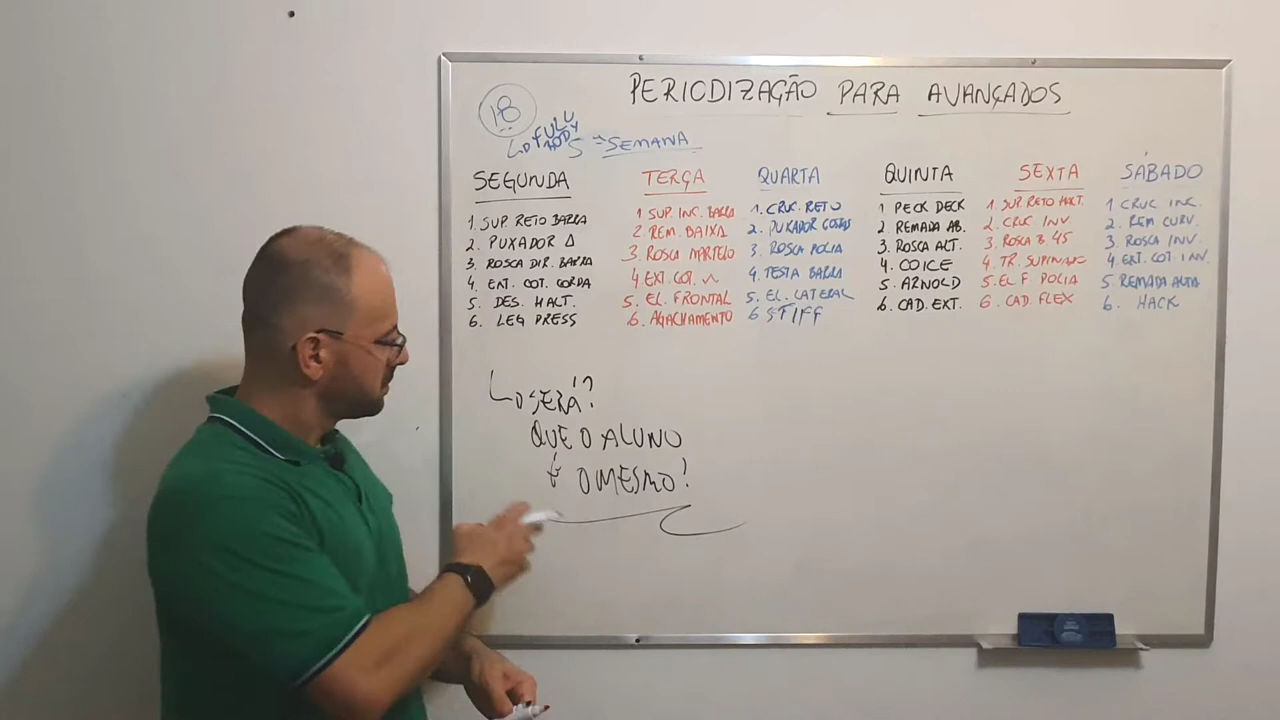 PERIODIZAÇÃO PARA AVANÇADOS
18
FULL BODY 5 = SEMANA
SEGUNDA
1. SUP. RETO BARRA
2. PUXADOR Δ
3. ROSCA DIR. BARRA
4. EXT. COT. CORDA
5. DES. HALT.
6. LEG PRESS
TERÇA
1 SUP. INC. BARRA
2. REM. BAIXA
3. ROSCA MARTELO
4. EXT. COT. ^
5. EL. FRONTAL
6. AGACHAMENTO
QUARTA
1. CRUC. RETO
2. PUXADOR COSTAS
3. ROSCA POLIA
4. TESTA BARRA
5. EL. LATERAL
6 STIFF
QUINTA
1 PECK DECK
2. REMADA AB.
3. ROSCA ALT.
4. COICE
5. ARNOLD
6. CAD. EXT.
SEXTA
1. SUP. RETO HALT.
2. CRUC INV.
3. ROSCA B. 45
4. TR. SUPINADO
5. EL F POLIA
6. CAD. FLEX
SÁBADO
1 CRUC INC.
2. REM CURV.
3. ROSCA INV.
4. EXT. COT INV.
5. REMADA ALTA
6. HACK
SERÁ?
QUE O ALUNO
É O MESMO!